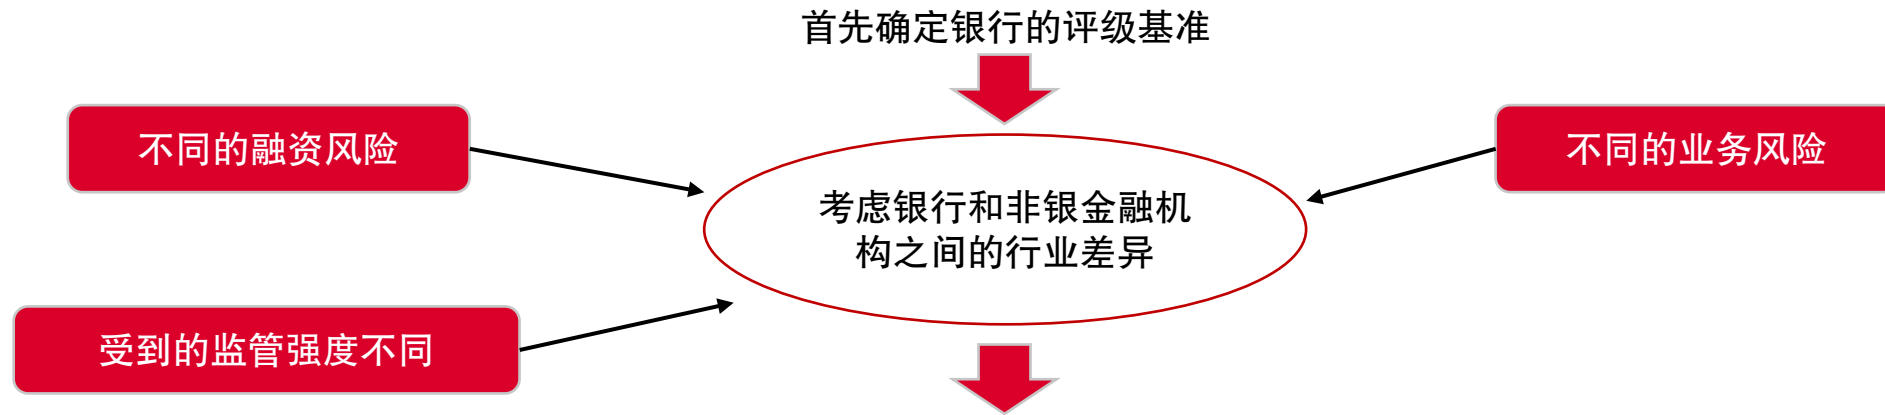 首先确定银行的评级基准
不同的融资风险
不同的业务风险
考虑银行和非银金融机
构之间的行业差异
受到的监管强度不同